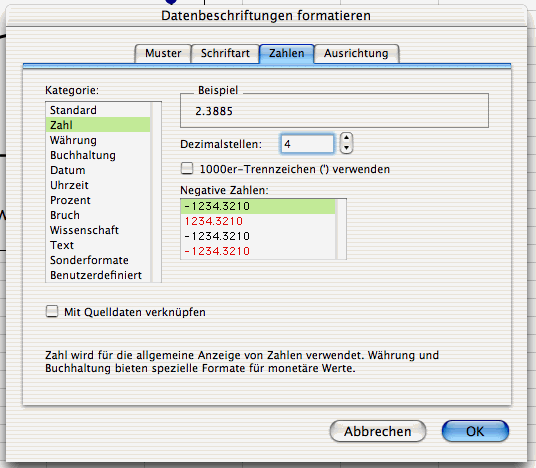 Datenbeschriftungen formatieren
Muster Schriftart Zahlen Ausrichtung
Kategorie:
Standard
Zahl
Währung
Buchhaltung
Datum
Uhrzeit
Prozent
Bruch
Wissenschaft
Text
Sonderformate
Benutzerdefiniert
Beispiel
2.3885
Dezimalstellen: 4
1000er-Trennzeichen (') verwenden
Negative Zahlen:
-1234.3210
1234.3210
-1234.3210
-1234.3210
Mit Quelldaten verknüpfen
Zahl wird für die allgemeine Anzeige von Zahlen verwendet. Währung und
Buchhaltung bieten spezielle Formate für monetäre Werte.
Abbrechen OK